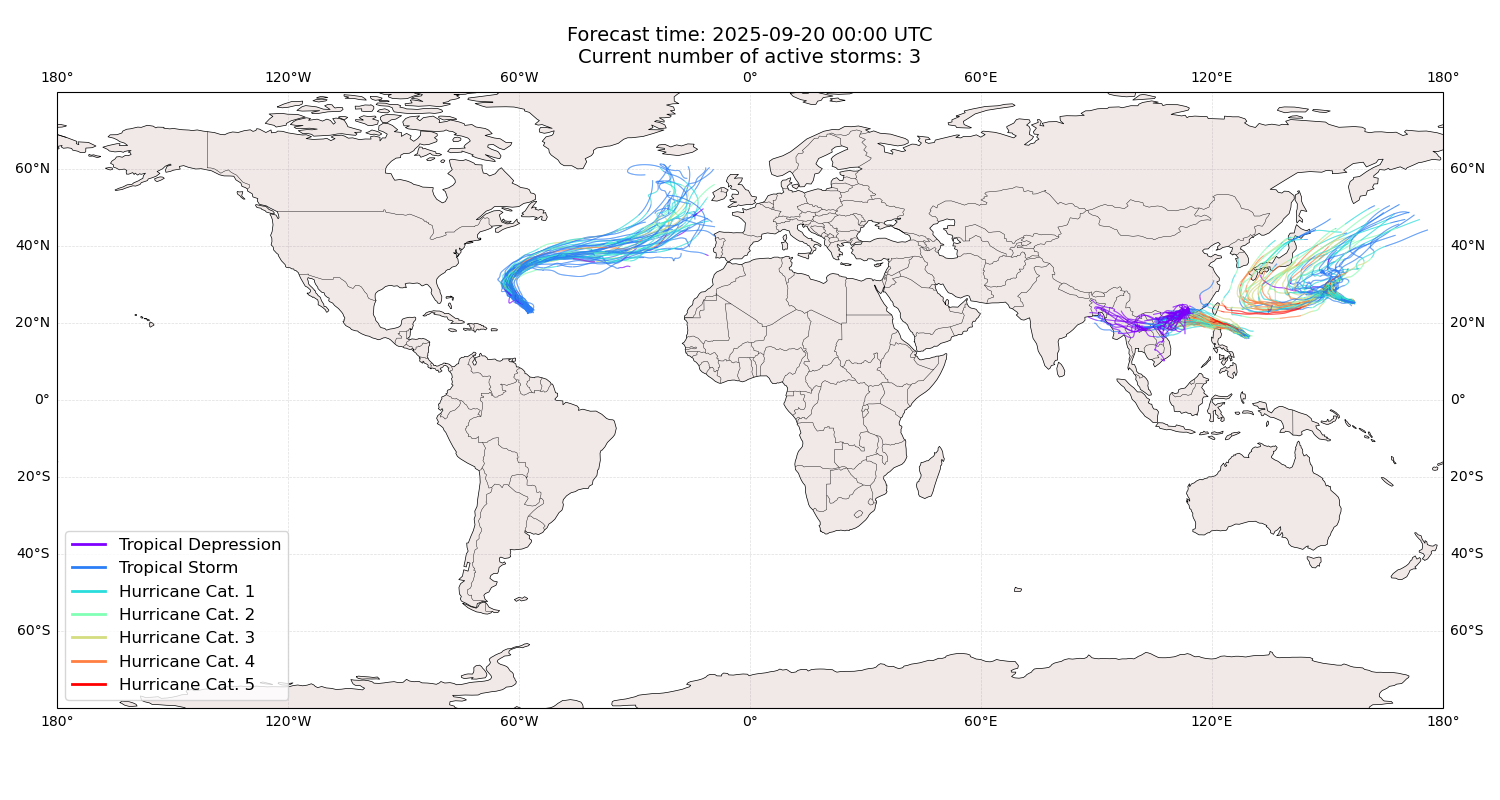 Forecast time: 2025-09-20 00:00 UTC
Current number of active storms: 3
180° 120°W 60°W 0° 60°E 120°E 180°
60°N 60°N
40°N 40°N
20°N 20°N
0° 0°
20°S 20°S
40°S 40°S
60°S 60°S
Tropical Depression
Tropical Storm
Hurricane Cat. 1
Hurricane Cat. 2
Hurricane Cat. 3
Hurricane Cat. 4
Hurricane Cat. 5
180° 120°W 60°W 0° 60°E 120°E 180°